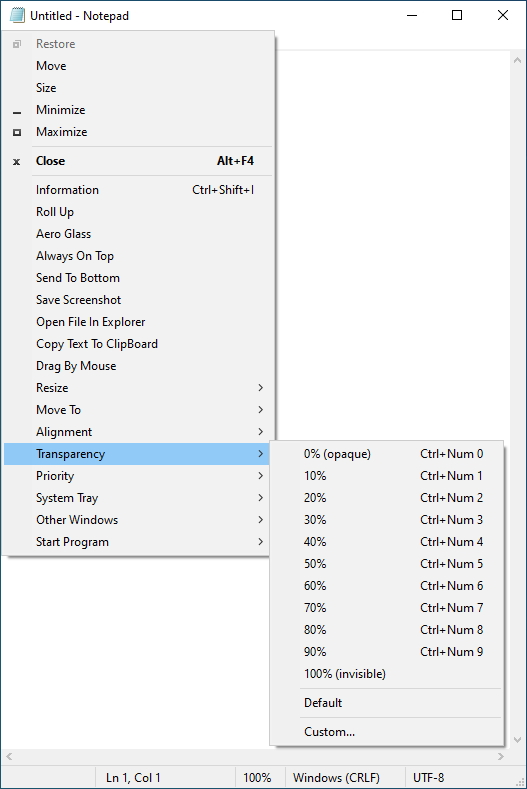 Untitled - Notepad
Restore
Move
Size
Minimize
Maximize
Close Alt+F4
Information Ctrl+Shift+I
Roll Up
Aero Glass
Always On Top
Send To Bottom
Save Screenshot
Open File In Explorer
Copy Text To ClipBoard
Drag By Mouse
Resize
Move To
Alignment
Transparency
Priority
System Tray
Other Windows
Start Program
0% (opaque) Ctrl+Num 0
10% Ctrl+Num 1
20% Ctrl+Num 2
30% Ctrl+Num 3
40% Ctrl+Num 4
50% Ctrl+Num 5
60% Ctrl+Num 6
70% Ctrl+Num 7
80% Ctrl+Num 8
90% Ctrl+Num 9
100% (invisible)
Default
Custom...
Ln 1, Col 1 100% Windows (CRLF) UTF-8